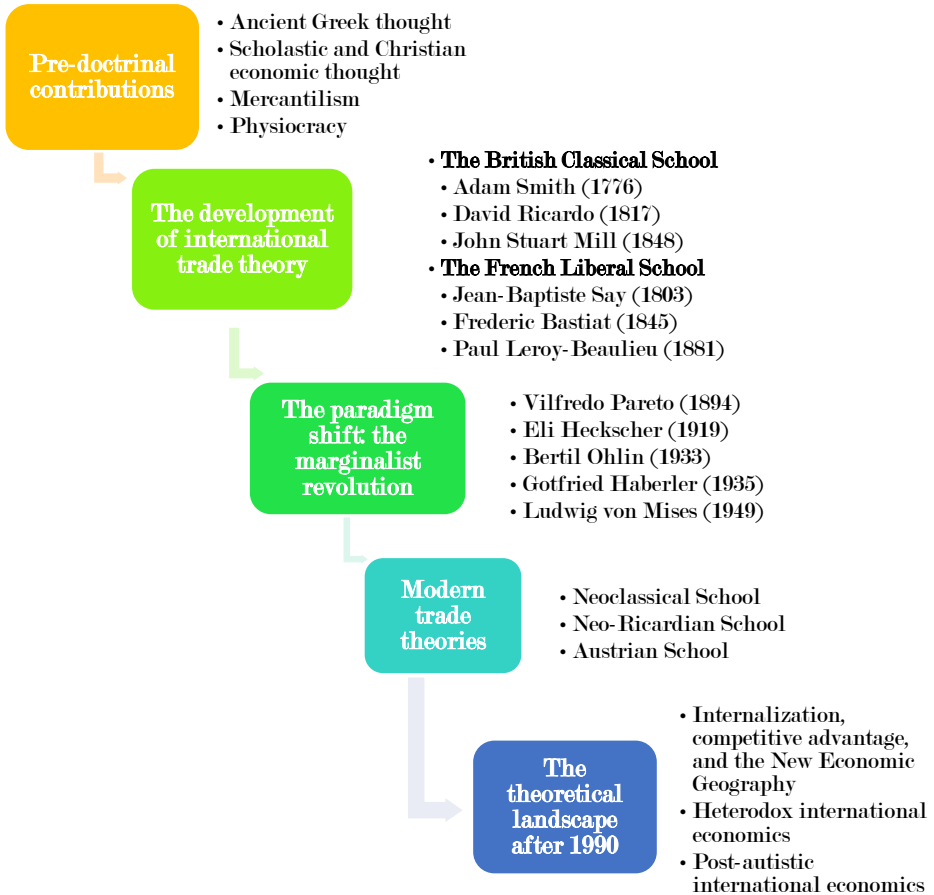 Pre-doctrinal
contributions
• Ancient Greek thought
• Scholastic and Christian
economic thought
• Mercantilism
• Physiocracy
The development
of international
trade theory
• The British Classical School
• Adam Smith (1776)
• David Ricardo (1817)
• John Stuart Mill (1848)
• The French Liberal School
• Jean-Baptiste Say (1803)
• Frederic Bastiat (1845)
• Paul Leroy-Beaulieu (1881)
The paradigm
shift: the
marginalist
revolution
• Vilfredo Pareto (1894)
• Eli Heckscher (1919)
• Bertil Ohlin (1933)
• Gotfried Haberler (1935)
• Ludwig von Mises (1949)
Modern
trade
theories
• Neoclassical School
• Neo-Ricardian School
• Austrian School
The
theoretical
landscape
after 1990
• Internalization,
competitive advantage,
and the New Economic
Geography
• Heterodox international
economics
• Post-autistic
international economics